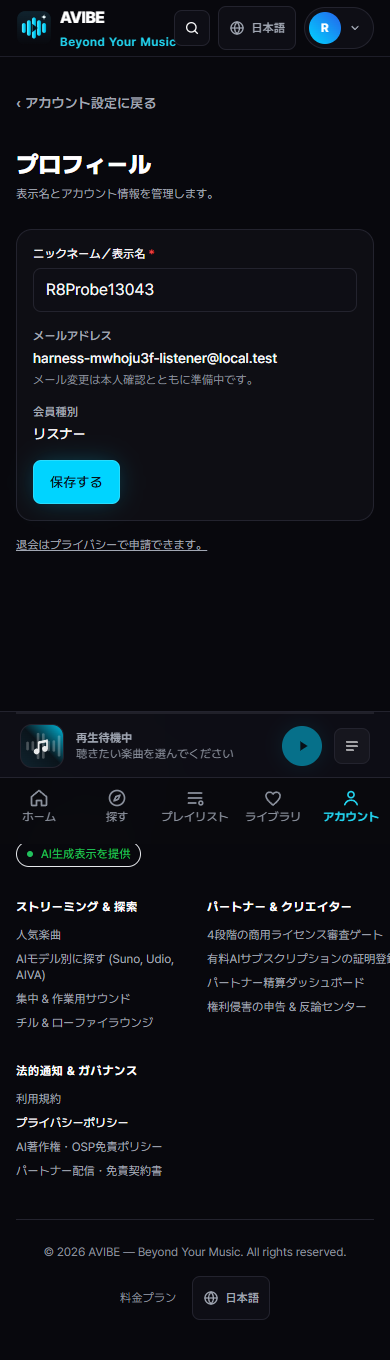 AVIBE
Beyond Your Music
日本語
R
‹ アカウント設定に戻る
プロフィール
表示名とアカウント情報を管理します。
ニックネーム／表示名 *
R8Probe13043
メールアドレス
harness-mwhoju3f-listener@local.test
メール変更は本人確認とともに準備中です。
会員種別
リスナー
保存する
退会はプライバシーで申請できます。
再生待機中
聴きたい楽曲を選んでください
ホーム
探す
プレイリスト
ライブラリ
アカウント
AI生成表示を提供
ストリーミング & 探索
人気楽曲
AIモデル別に探す (Suno, Udio,
AIVA)
集中 & 作業用サウンド
チル & ローファイラウンジ
パートナー & クリエイター
4段階の商用ライセンス審査ゲート
有料AIサブスクリプションの証明登
パートナー精算ダッシュボード
権利侵害の申告 & 反論センター
法的通知 & ガバナンス
利用規約
プライバシーポリシー
AI著作権・OSP免責ポリシー
パートナー配信・免責契約書
© 2026 AVIBE — Beyond Your Music. All rights reserved.
料金プラン
日本語